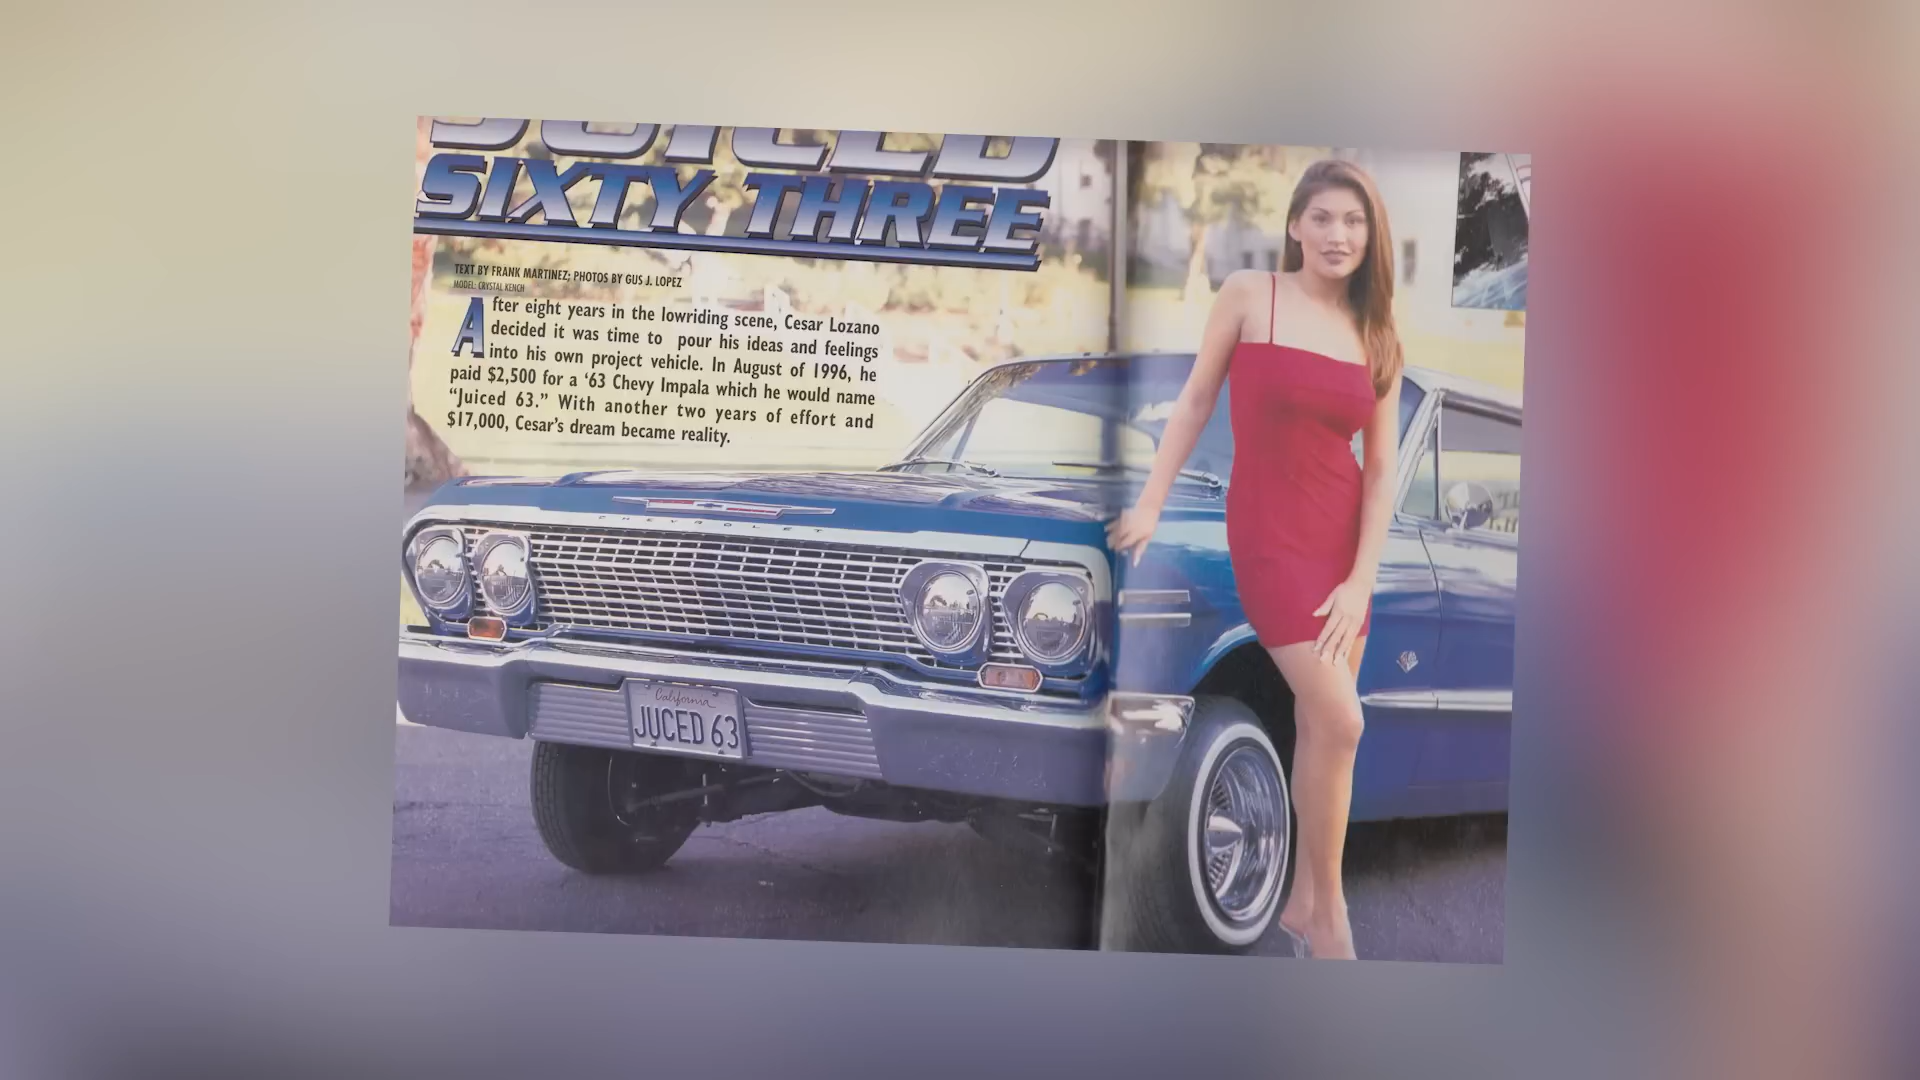 JUICED
SIXTY THREE
TEXT BY FRANK MARTINEZ; PHOTOS BY GUS J. LOPEZ
MODEL: CRYSTAL KENCH
After eight years in the lowriding scene, Cesar Lozano
decided it was time to pour his ideas and feelings
into his own project vehicle. In August of 1996, he
paid $2,500 for a '63 Chevy Impala which he would name
"Juiced 63." With another two years of effort and
$17,000, Cesar's dream became reality.
CHEVROLET
California
JUCED 63